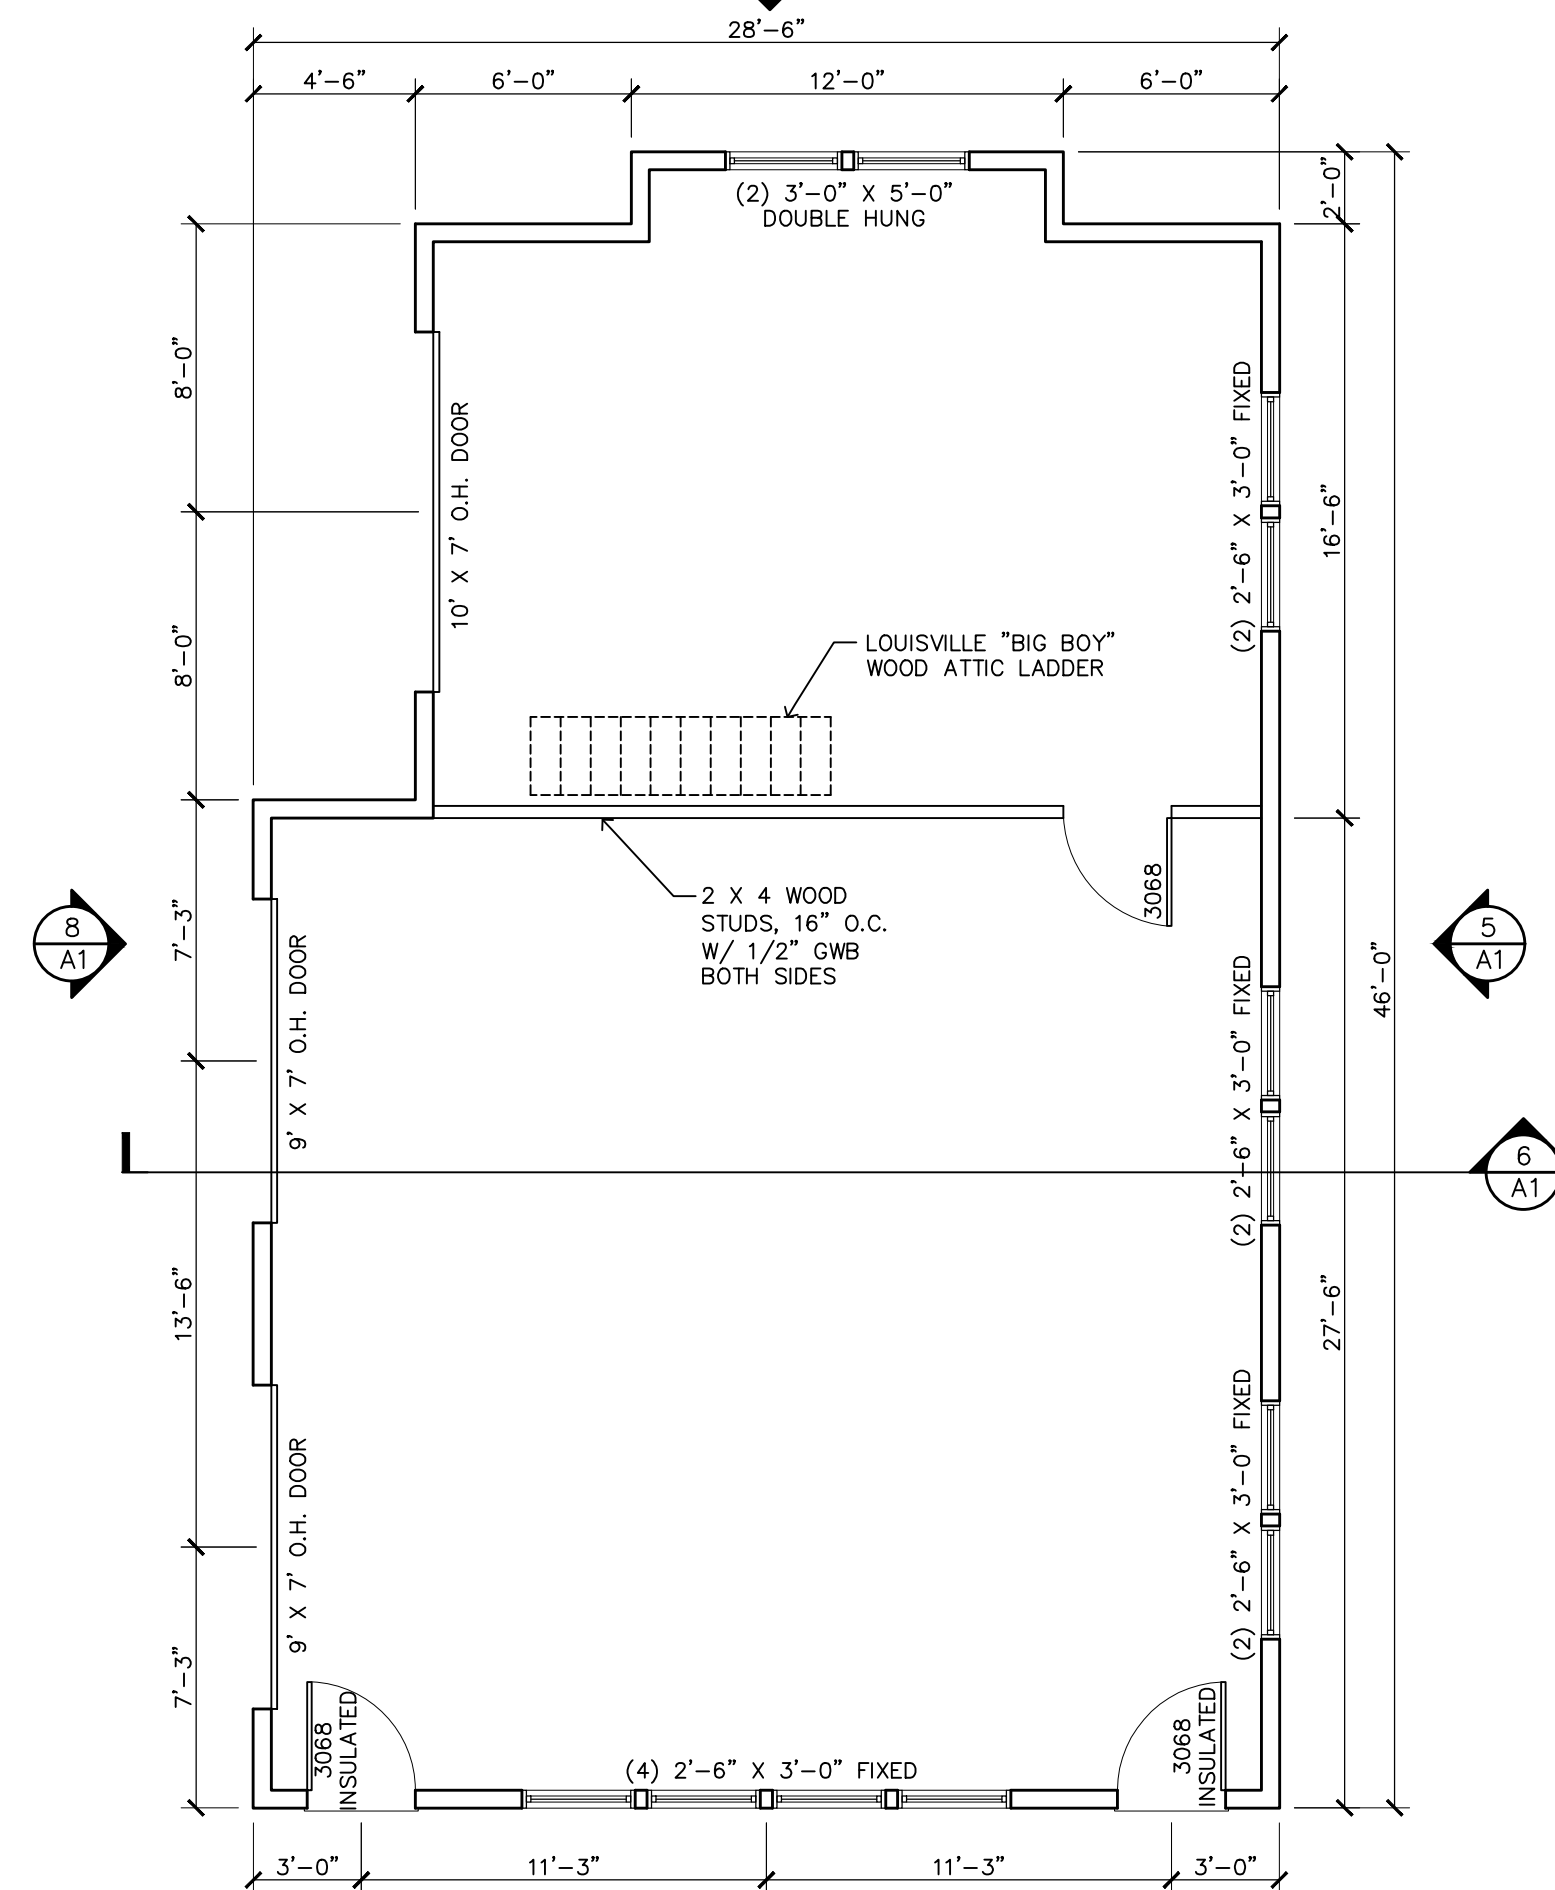 28'-6"
4'-6"
6'-0"
12'-0"
6'-0"
2'-0"
(2) 3'-0" X 5'-0"
DOUBLE HUNG
8'-0"
10' X 7' O.H. DOOR
(2) 2'-6" X 3'-0" FIXED
16'-6"
8'-0"
LOUISVILLE "BIG BOY"
WOOD ATTIC LADDER
3068
2 X 4 WOOD
STUDS, 16" O.C.
W/ 1/2" GWB
BOTH SIDES
8
A1
7'-3"
9' X 7' O.H. DOOR
(2) 2'-6" X 3'-0" FIXED
46'-0"
5
A1
6
A1
13'-6"
27'-6"
9' X 7' O.H. DOOR
(2) 2'-6" X 3'-0" FIXED
7'-3"
3068
INSULATED
(4) 2'-6" X 3'-0" FIXED
3068
INSULATED
3'-0"
11'-3"
11'-3"
3'-0"